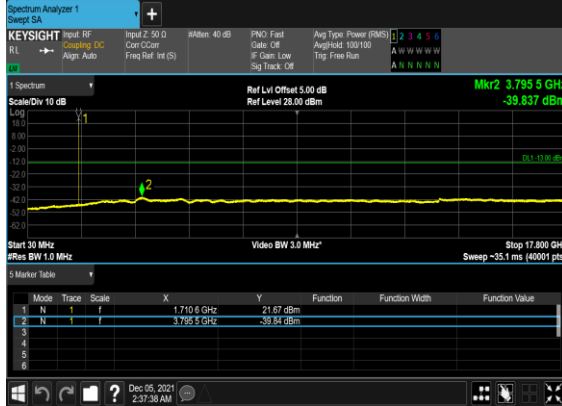 Spectrum Analyzer 1
Swept SA
+
KEYSIGHT Input: RF Input Z: 50 Ω #Atten: 40 dB PNO: Fast Avg Type: Power (RMS) 1 2 3 4 5 6
RL Coupling: DC Corr CCorr Gate: Off Avg|Hold: 100/100 A W W W W W
Align: Auto Freq Ref: Int (S) IF Gain: Low Trig: Free Run
Sig Track: Off A N N N N N
LXI
1 Spectrum Ref Lvl Offset 5.00 dB Mkr2 3.795 5 GHz
Scale/Div 10 dB Ref Level 28.00 dBm -39.837 dBm
Log
18.0
8.00
-2.00
-12.0
-22.0
-32.0
-42.0
-52.0
-62.0
1
DL1 -13.00 dBm
2
Start 30 MHz Video BW 3.0 MHz* Stop 17.800 GHz
#Res BW 1.0 MHz Sweep ~35.1 ms (40001 pts)
5 Marker Table
Mode Trace Scale X Y Function Function Width Function Value
1 N 1 f 1.710 6 GHz 21.67 dBm
2 N 1 f 3.795 5 GHz -39.84 dBm
3
4
5
6
? Dec 05, 2021
2:37:38 AM